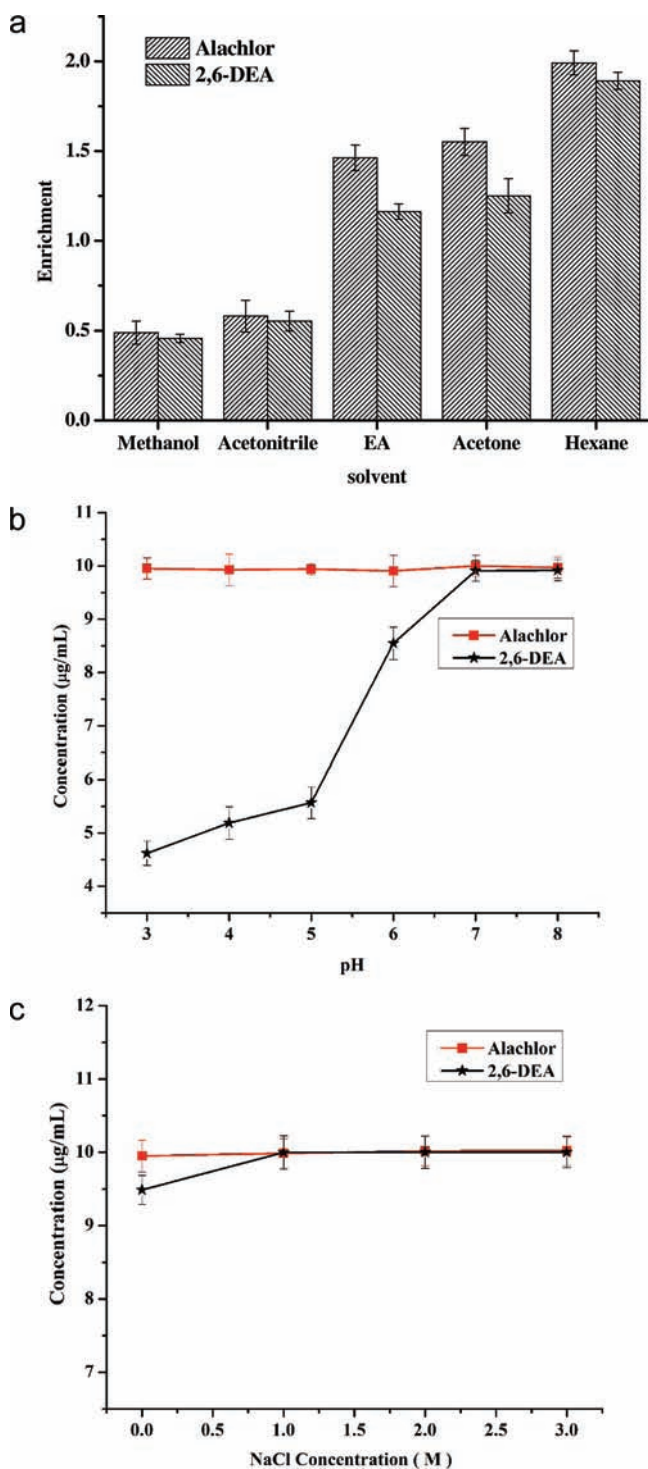 a
Alachlor
2,6-DEA
2.0
1.5
1.0
0.5
0.0
Enrichment
Methanol Acetonitrile EA Acetone Hexane
solvent
b
11
10
9
8
7
6
5
4
Concentration (μg/mL)
Alachlor
2,6-DEA
3 4 5 6 7 8
pH
c
12
11
10
9
8
7
Concentration (μg/mL)
Alachlor
2,6-DEA
0.0 0.5 1.0 1.5 2.0 2.5 3.0
NaCl Concentration ( M )